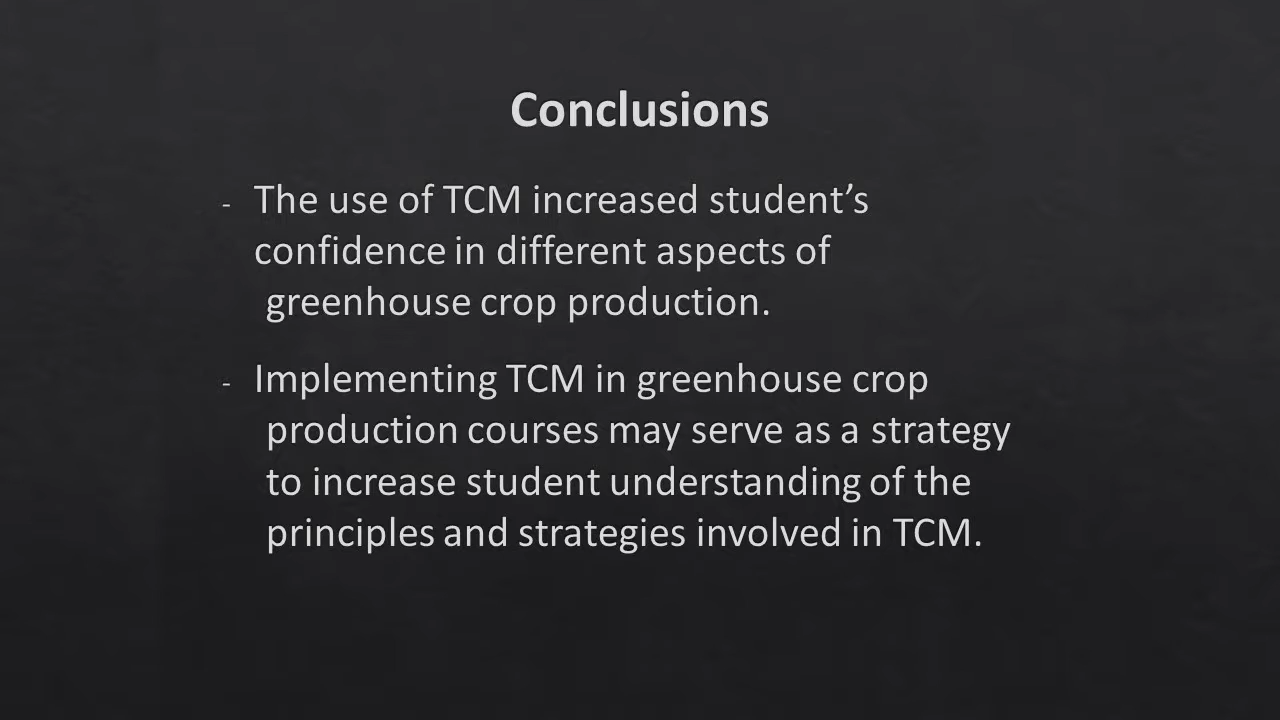 Conclusions
- The use of TCM increased student’s
confidence in different aspects of
greenhouse crop production.
- Implementing TCM in greenhouse crop
production courses may serve as a strategy
to increase student understanding of the
principles and strategies involved in TCM.